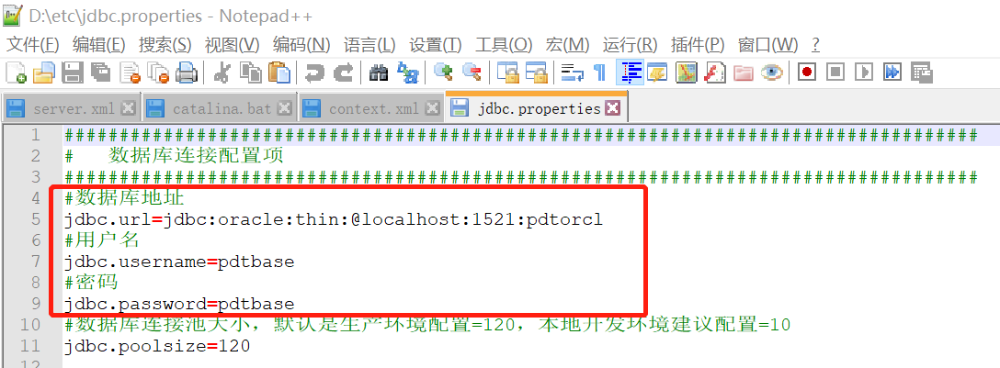 D:\etc\jdbc.properties - Notepad++
文件(F) 编辑(E) 搜索(S) 视图(V) 编码(N) 语言(L) 设置(T) 工具(O) 宏(M) 运行(R) 插件(P) 窗口(W) ?
server.xml catalina.bat context.xml jdbc.properties
1 ####################################################################################
2 # 数据库连接配置项
3 ####################################################################################
4 #数据库地址
5 jdbc.url=jdbc:oracle:thin:@localhost:1521:pdtorcl
6 #用户名
7 jdbc.username=pdtbase
8 #密码
9 jdbc.password=pdtbase
10 #数据库连接池大小，默认是生产环境配置=120，本地开发环境建议配置=10
11 jdbc.poolsize=120
12